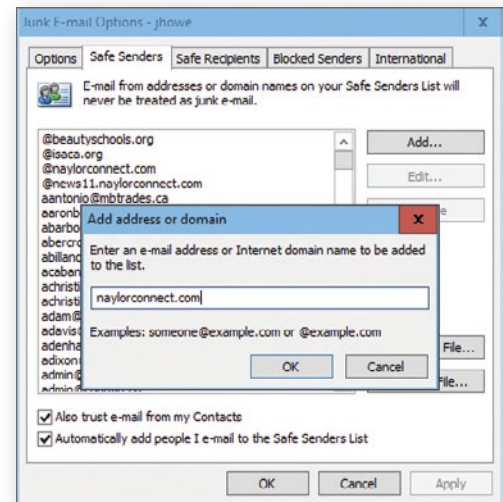 Junk E-mail Options - jhowe
x
Options Safe Senders Safe Recipients Blocked Senders International
E-mail from addresses or domain names on your Safe Senders List will
never be treated as junk e-mail.
@beautyschools.org
@isaca.org
@naylorconnect.com
@news11.naylorconnect.com
aantonio@mbtrades.ca
Add...
Edit...
Add address or domain
x
Enter an e-mail address or Internet domain name to be added
to the list.
naylorconnect.com
Examples: someone@example.com or @example.com
OK Cancel
File...
File...
Also trust e-mail from my Contacts
Automatically add people I e-mail to the Safe Senders List
OK Cancel Apply